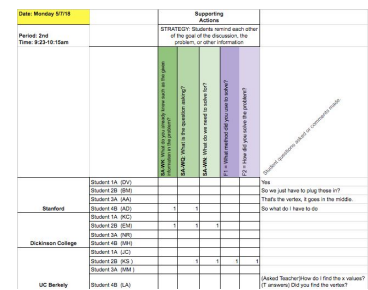 Date: Monday 5/7/18
Supporting
Actions
Period: 2nd
Time: 9:23-10:15am
STRATEGY: Students remind each other
of the goal of the discussion, the
problem, or other information
SA-WK: What do you already know such as the given
information in the problem?
SA-WQ: What is the question asking?
SA-WN: What do we need to solve for?
F1 = What method did you use to solve?
F2 = How did you solve the problem?
Student questions asked or comments made.
Student 1A (DV) Yes
Student 2B (BM) So we just have to plug these in?
Student 3A (AA) That's the vertex, it goes in the middle.
Stanford Student 4B (AD) 1 1 So what do I have to do
Student 1A (KC)
Student 2B (EM) 1 1 1
Student 3A (NR)
Dickinson College Student 4B (MH)
Student 1A (JC)
Student 2B (KS ) 1 1 1 1
Student 3A (MM )
UC Berkely Student 4B (LA) (Asked Teacher)How do I find the x values?
(T answers) Did you find the vertex?